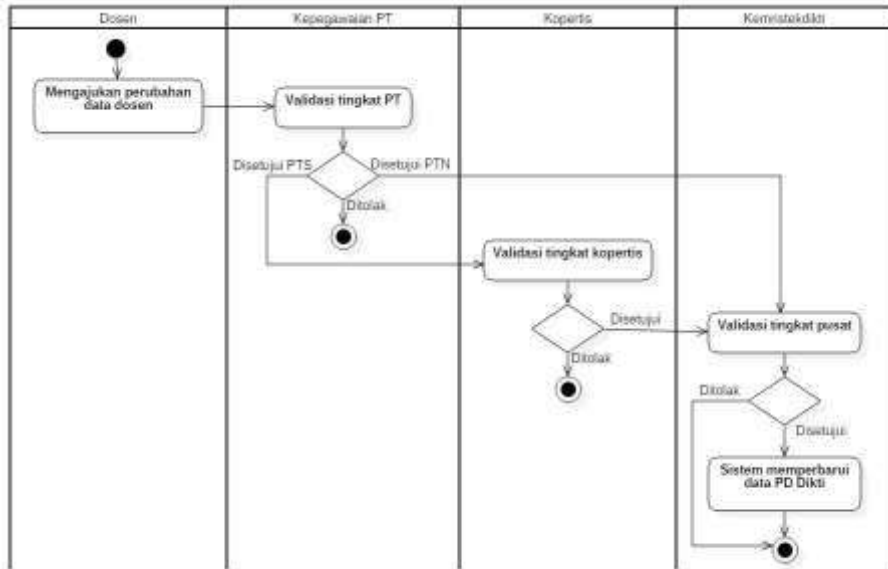 Dosen
Kepegawaian PT
Kopertis
Kemristekdikti
Mengajukan perubahan
data dosen
Validasi tingkat PT
Disetujui PTS
Disetujui PTN
Ditolak
Validasi tingkat kopertis
Disetujui
Ditolak
Validasi tingkat pusat
Ditolak
Disetujui
Sistem memperbarui
data PD Dikti